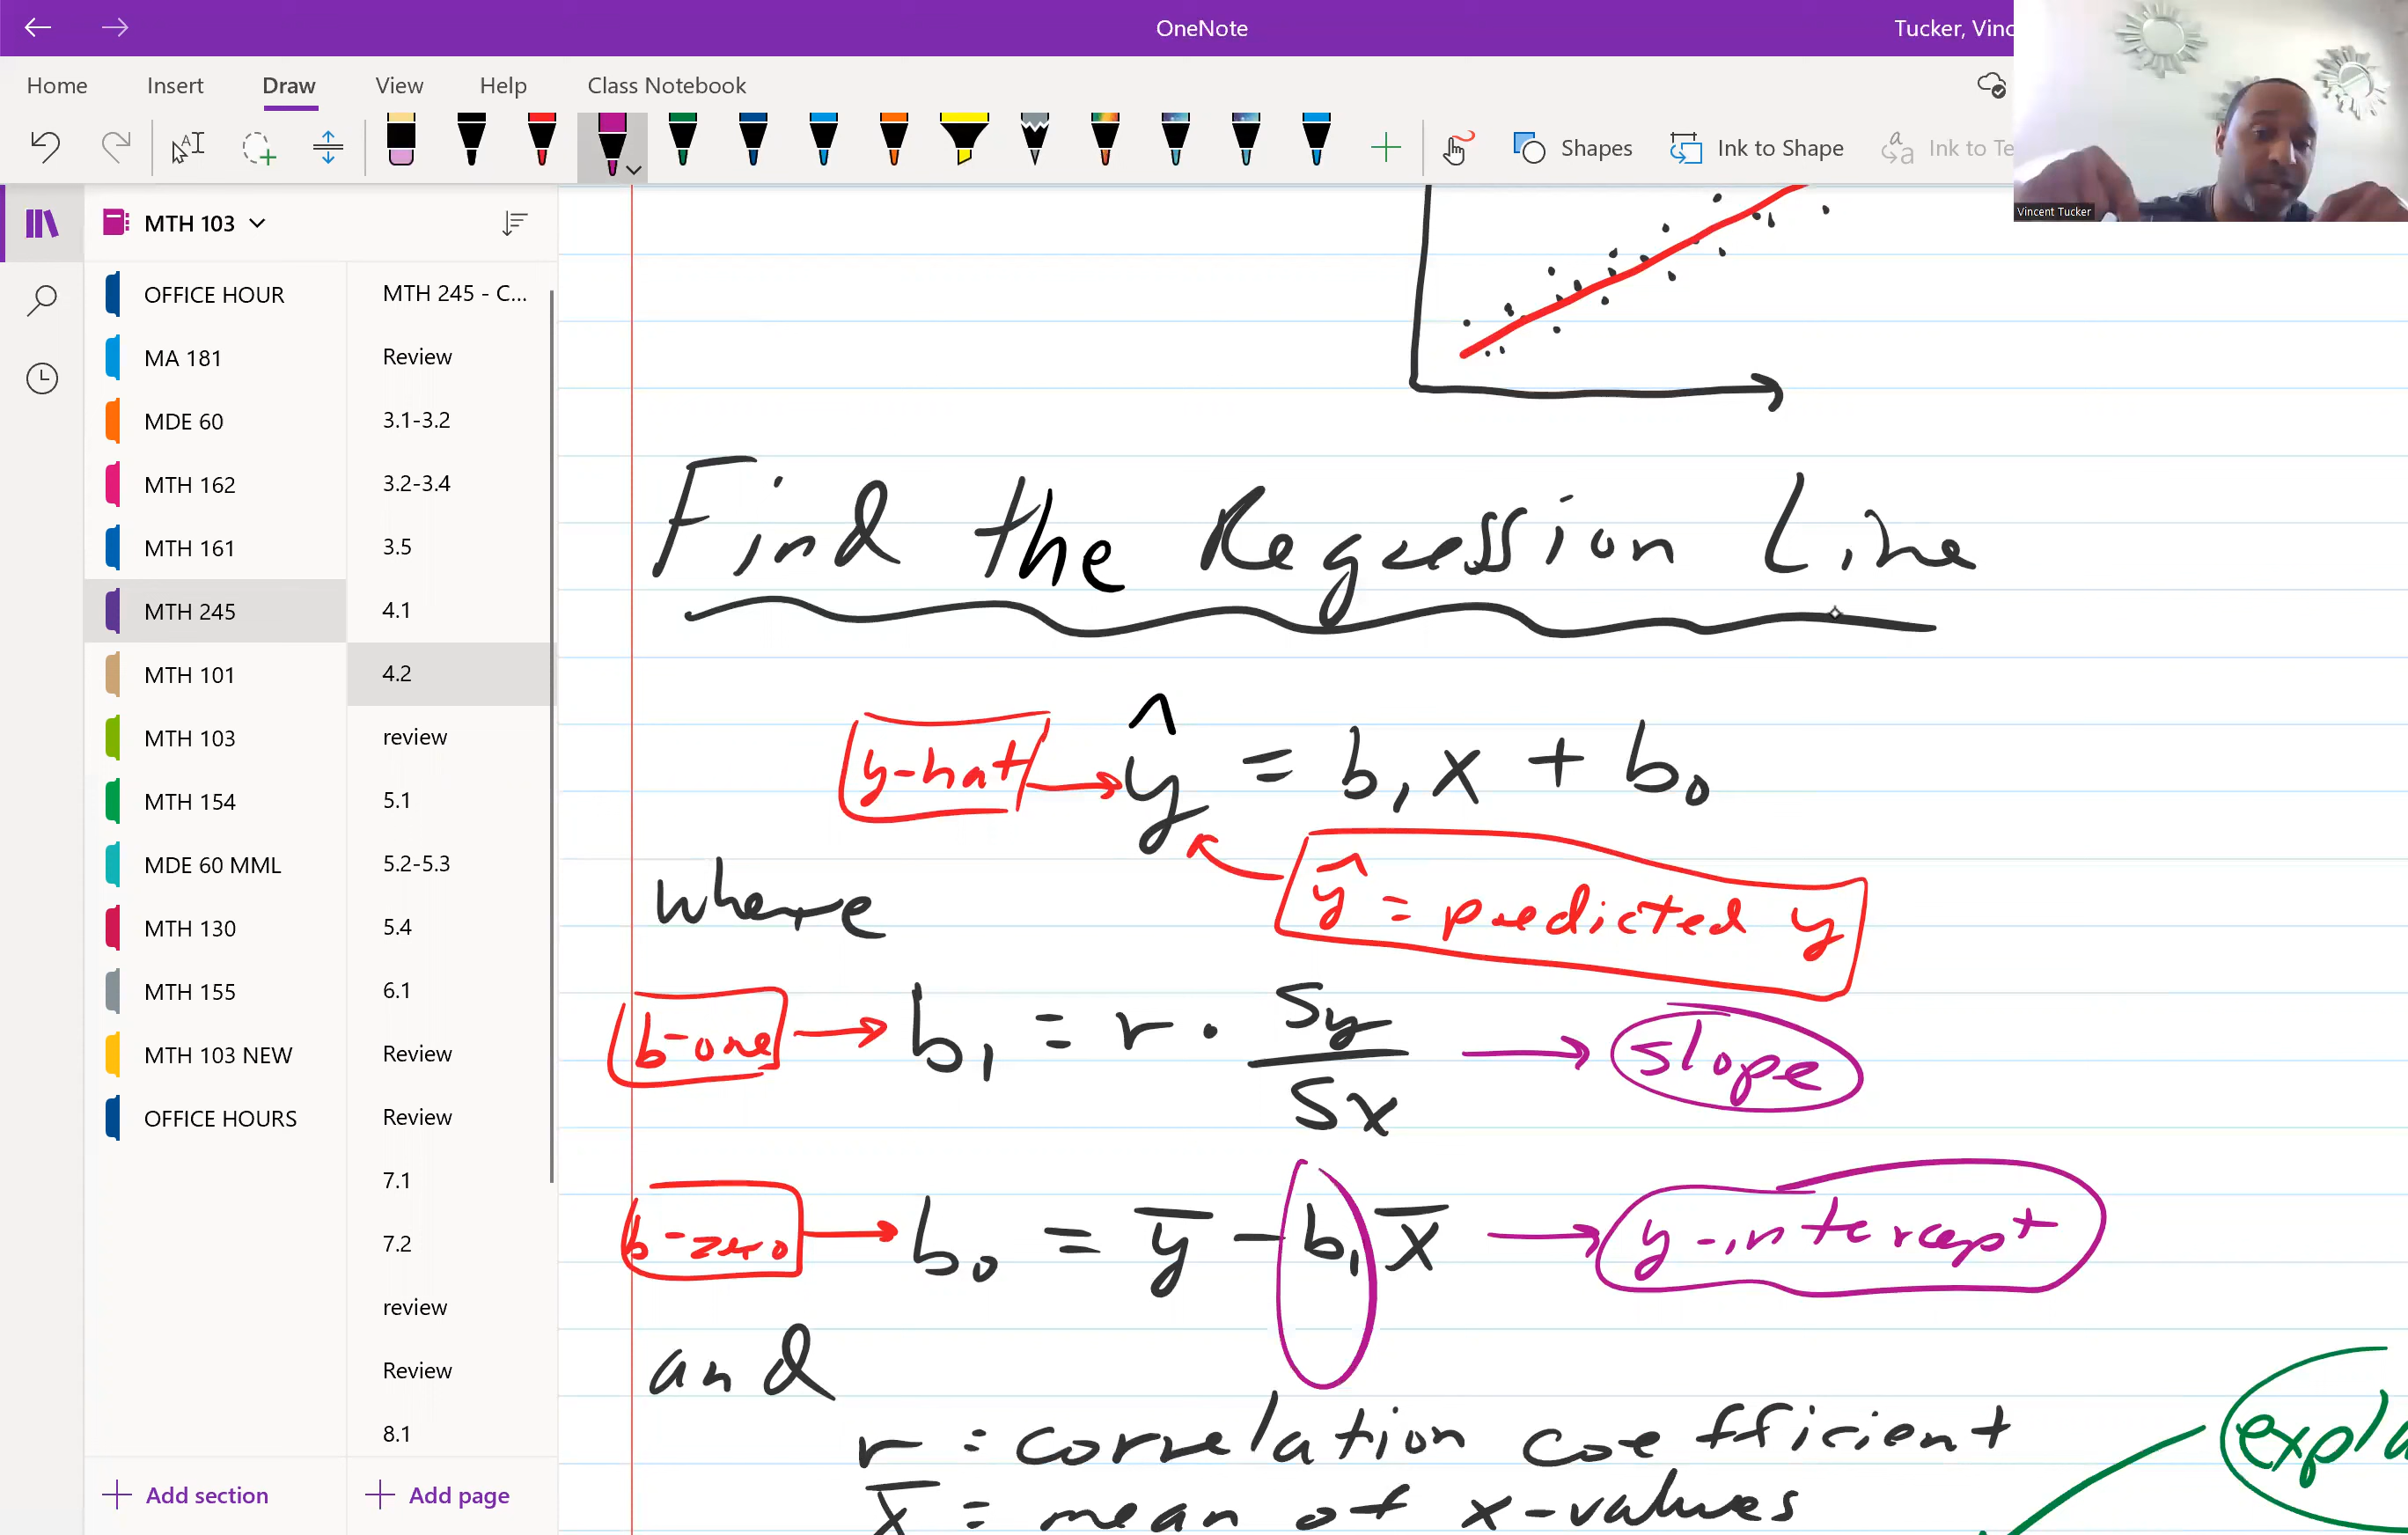 OneNote
Tucker, Vinc
Home Insert Draw View Help Class Notebook
Shapes Ink to Shape Ink to Te
Vincent Tucker
MTH 103
OFFICE HOUR
MA 181
MDE 60
MTH 162
MTH 161
MTH 245
MTH 101
MTH 103
MTH 154
MDE 60 MML
MTH 130
MTH 155
MTH 103 NEW
OFFICE HOURS
Add section
MTH 245 - C...
Review
3.1-3.2
3.2-3.4
3.5
4.1
4.2
review
5.1
5.2-5.3
5.4
6.1
Review
Review
7.1
7.2
review
Review
8.1
Add page
Find the Regression Line
y-hat → ŷ = b₁x + b₀
where
ŷ = predicted y
b-one → b₁ = r · Sy/Sx → slope
b-zero → b₀ = y̅ - b₁x̅ → y-intercept
and
r = correlation coefficient
x̅ = mean of x-values
expla